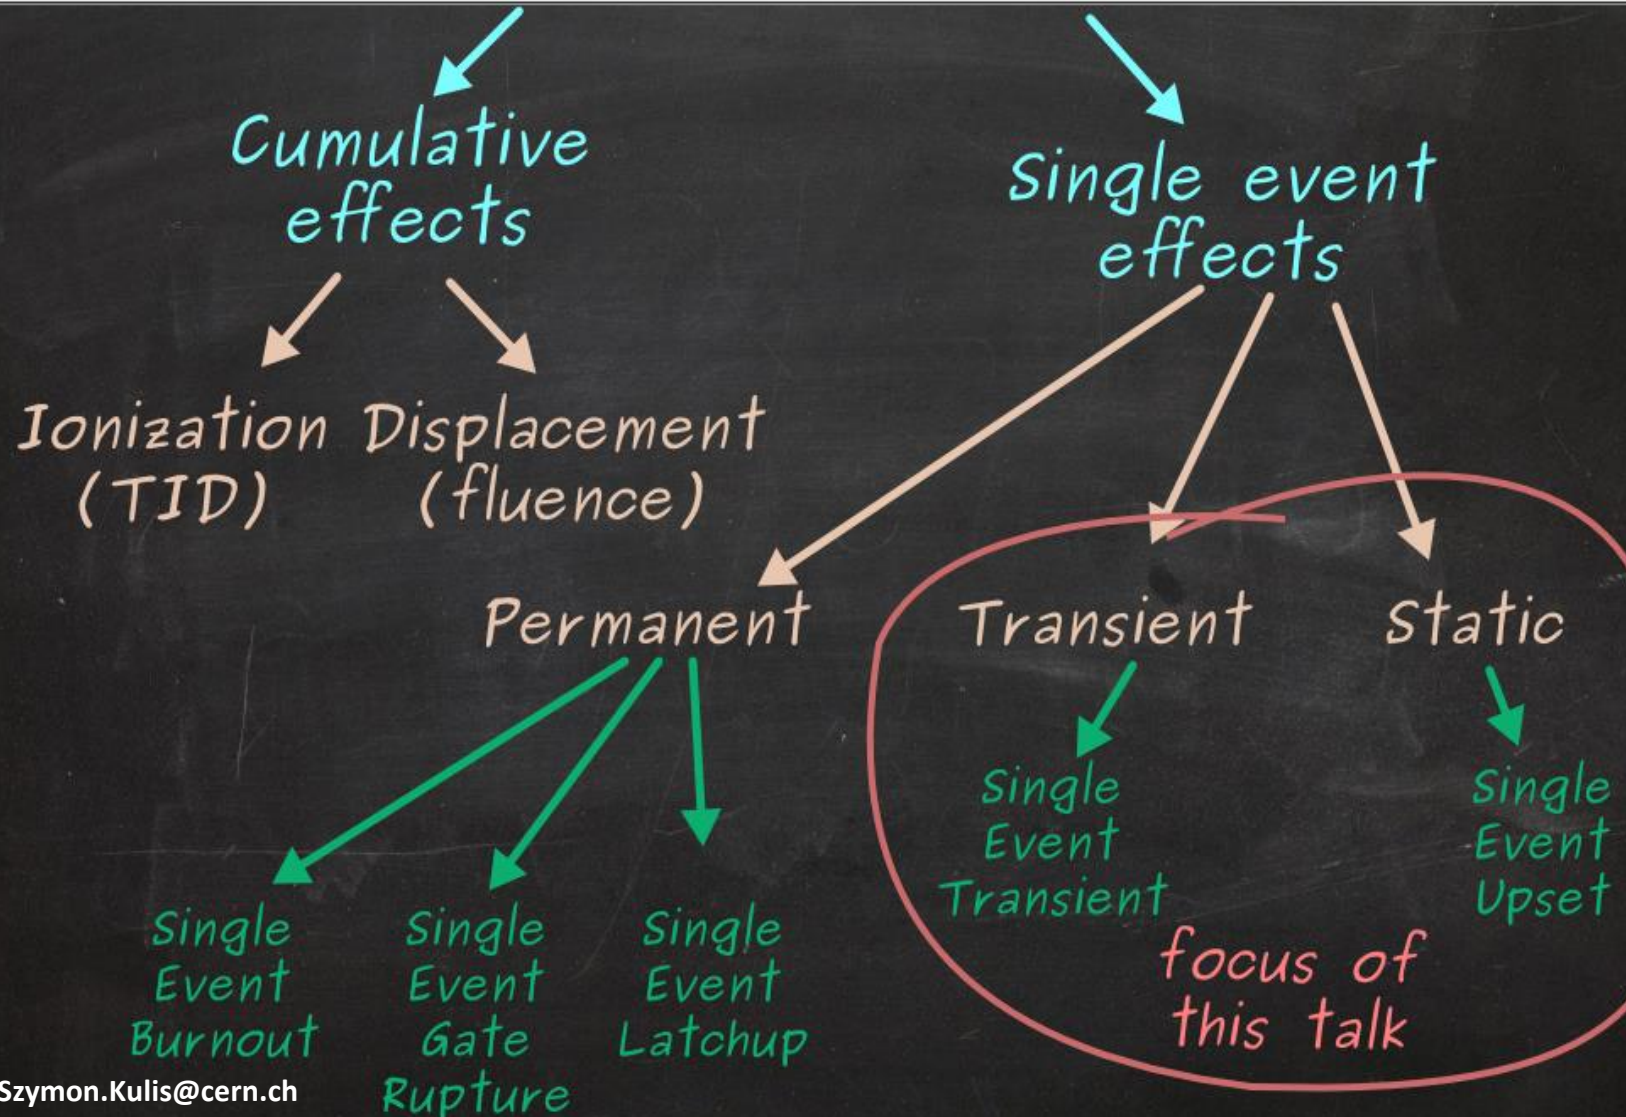 Cumulative
effects
Single event
effects
Ionization
(TID)
Displacement
(fluence)
Permanent
Transient
Static
Single
Event
Burnout
Single
Event
Gate
Rupture
Single
Event
Latchup
Single
Event
Transient
Single
Event
Upset
focus of
this talk
Szymon.Kulis@cern.ch